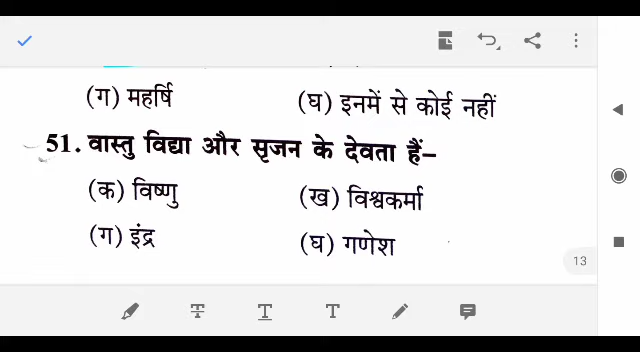 (ग) महर्षि (घ) इनमें से कोई नहीं
51. वास्तु विद्या और सृजन के देवता हैं–
(क) विष्णु (ख) विश्वकर्मा
(ग) इंद्र (घ) गणेश
13